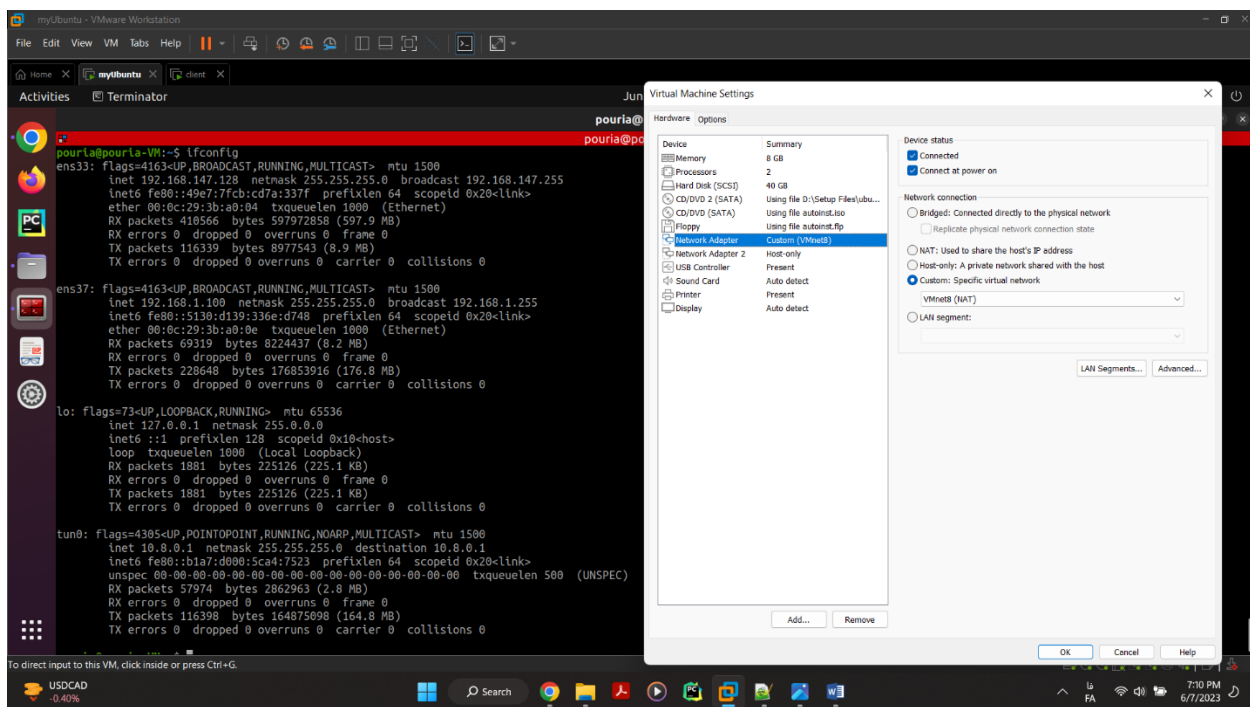 myUbuntu - VMware Workstation
File Edit View VM Tabs Help
Home myUbuntu client
Activities Terminator Jun
pouria@
pouria@po
pouria@pouria-VM:~$ ifconfig
ens33: flags=4163<UP,BROADCAST,RUNNING,MULTICAST> mtu 1500
inet 192.168.147.128 netmask 255.255.255.0 broadcast 192.168.147.255
inet6 fe80::49e7:7fcb:cd7a:337f prefixlen 64 scopeid 0x20<link>
ether 00:0c:29:3b:a0:04 txqueuelen 1000 (Ethernet)
RX packets 410566 bytes 597972858 (597.9 MB)
RX errors 0 dropped 0 overruns 0 frame 0
TX packets 116339 bytes 8977543 (8.9 MB)
TX errors 0 dropped 0 overruns 0 carrier 0 collisions 0
ens37: flags=4163<UP,BROADCAST,RUNNING,MULTICAST> mtu 1500
inet 192.168.1.100 netmask 255.255.255.0 broadcast 192.168.1.255
inet6 fe80::5130:d139:336e:d748 prefixlen 64 scopeid 0x20<link>
ether 00:0c:29:3b:a0:0e txqueuelen 1000 (Ethernet)
RX packets 69319 bytes 8224437 (8.2 MB)
RX errors 0 dropped 0 overruns 0 frame 0
TX packets 228648 bytes 176853916 (176.8 MB)
TX errors 0 dropped 0 overruns 0 carrier 0 collisions 0
lo: flags=73<UP,LOOPBACK,RUNNING> mtu 65536
inet 127.0.0.1 netmask 255.0.0.0
inet6 ::1 prefixlen 128 scopeid 0x10<host>
loop txqueuelen 1000 (Local Loopback)
RX packets 1881 bytes 225126 (225.1 KB)
RX errors 0 dropped 0 overruns 0 frame 0
TX packets 1881 bytes 225126 (225.1 KB)
TX errors 0 dropped 0 overruns 0 carrier 0 collisions 0
tun0: flags=4305<UP,POINTOPOINT,RUNNING,NOARP,MULTICAST> mtu 1500
inet 10.8.0.1 netmask 255.255.255.0 destination 10.8.0.1
inet6 fe80::b1a7:d000:5ca4:7523 prefixlen 64 scopeid 0x20<link>
unspec 00-00-00-00-00-00-00-00-00-00-00-00-00-00-00-00 txqueuelen 500 (UNSPEC)
RX packets 57974 bytes 2862963 (2.8 MB)
RX errors 0 dropped 0 overruns 0 frame 0
TX packets 116398 bytes 164875098 (164.8 MB)
TX errors 0 dropped 0 overruns 0 carrier 0 collisions 0
Virtual Machine Settings
Hardware Options
Device Summary
Memory 8 GB
Processors 2
Hard Disk (SCSI) 40 GB
CD/DVD 2 (SATA) Using file D:\Setup Files\ubu...
CD/DVD (SATA) Using file autoinst.iso
Floppy Using file autoinst.flp
Network Adapter Custom (VMnet8)
Network Adapter 2 Host-only
USB Controller Present
Sound Card Auto detect
Printer Present
Display Auto detect
Add... Remove
Device status
Connected
Connect at power on
Network connection
Bridged: Connected directly to the physical network
Replicate physical network connection state
NAT: Used to share the host's IP address
Host-only: A private network shared with the host
Custom: Specific virtual network
VMnet8 (NAT)
LAN segment:
LAN Segments... Advanced...
OK Cancel Help
To direct input to this VM, click inside or press Ctrl+G.
USDCAD
-0.40%
Search
PC
فا
FA
7:10 PM
6/7/2023